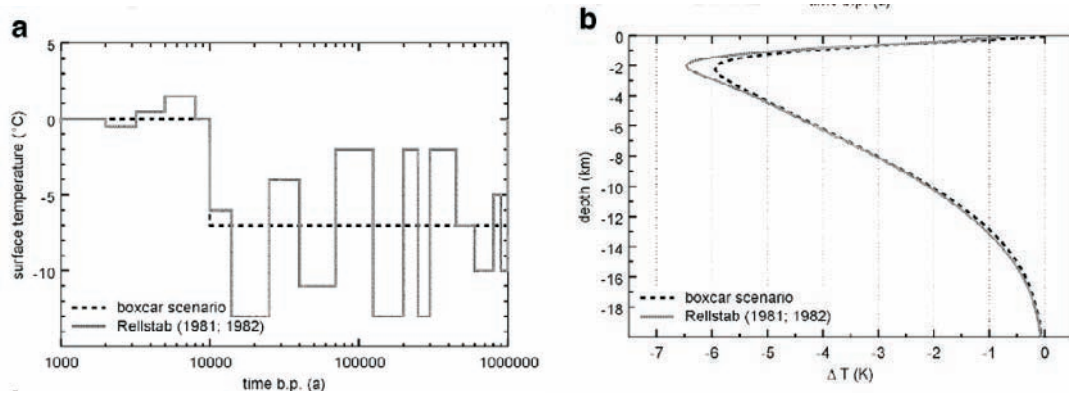 a
5
0
-5
-10
surface temperature (°C)
boxcar scenario
Rellstab (1981; 1982)
1000 10000 100000 1000000
time b.p. (a)
b
0
-2
-4
-6
-8
-10
-12
-14
-16
-18
depth (km)
boxcar scenario
Rellstab (1981; 1982)
-7 -6 -5 -4 -3 -2 -1 0
Δ T (K)